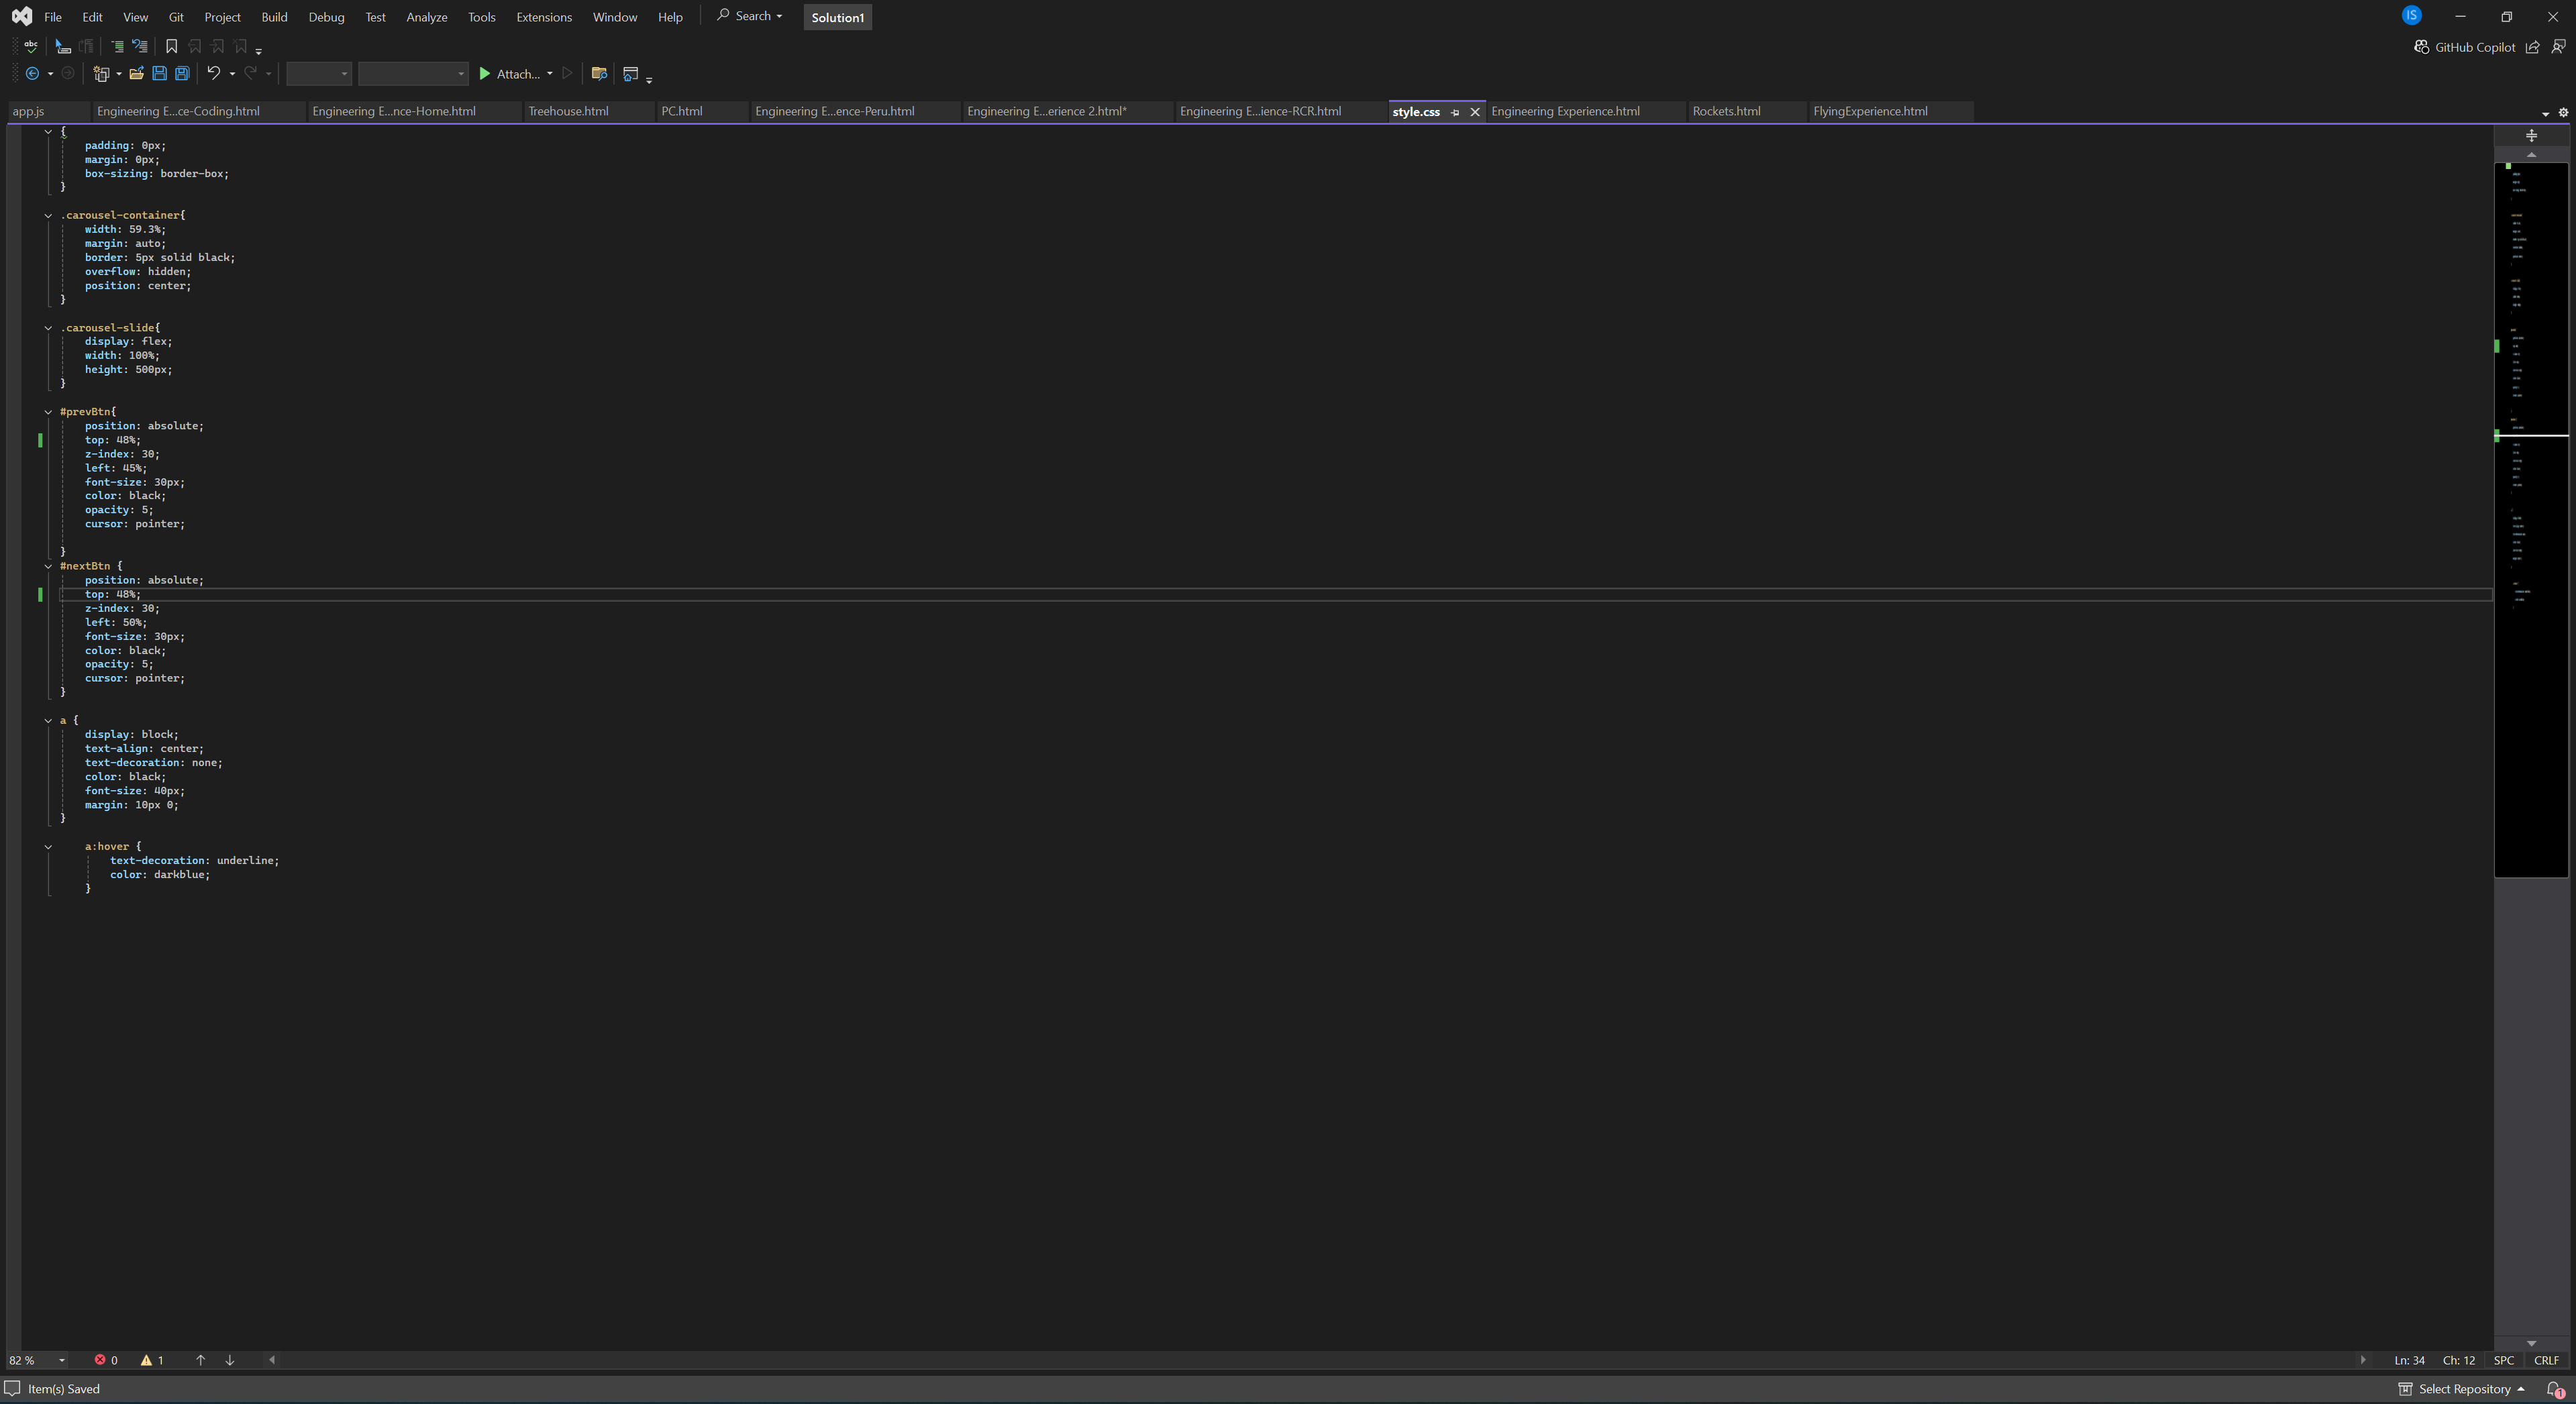 File Edit View Git Project Build Debug Test Analyze Tools Extensions Window Help Search Solution1 IS
abc GitHub Copilot
Attach...
app.js Engineering E...ce-Coding.html Engineering E...nce-Home.html Treehouse.html PC.html Engineering E...ence-Peru.html Engineering E...erience 2.html* Engineering E...ience-RCR.html style.css Engineering Experience.html Rockets.html FlyingExperience.html
{
padding: 0px;
margin: 0px;
box-sizing: border-box;
}
.carousel-container{
width: 59.3%;
margin: auto;
border: 5px solid black;
overflow: hidden;
position: center;
}
.carousel-slide{
display: flex;
width: 100%;
height: 500px;
}
#prevBtn{
position: absolute;
top: 48%;
z-index: 30;
left: 45%;
font-size: 30px;
color: black;
opacity: 5;
cursor: pointer;
}
#nextBtn {
position: absolute;
top: 48%;
z-index: 30;
left: 50%;
font-size: 30px;
color: black;
opacity: 5;
cursor: pointer;
}
a {
display: block;
text-align: center;
text-decoration: none;
color: black;
font-size: 40px;
margin: 10px 0;
}
a:hover {
text-decoration: underline;
color: darkblue;
}
82 % 0 1 Ln: 34 Ch: 12 SPC CRLF
Item(s) Saved Select Repository 1